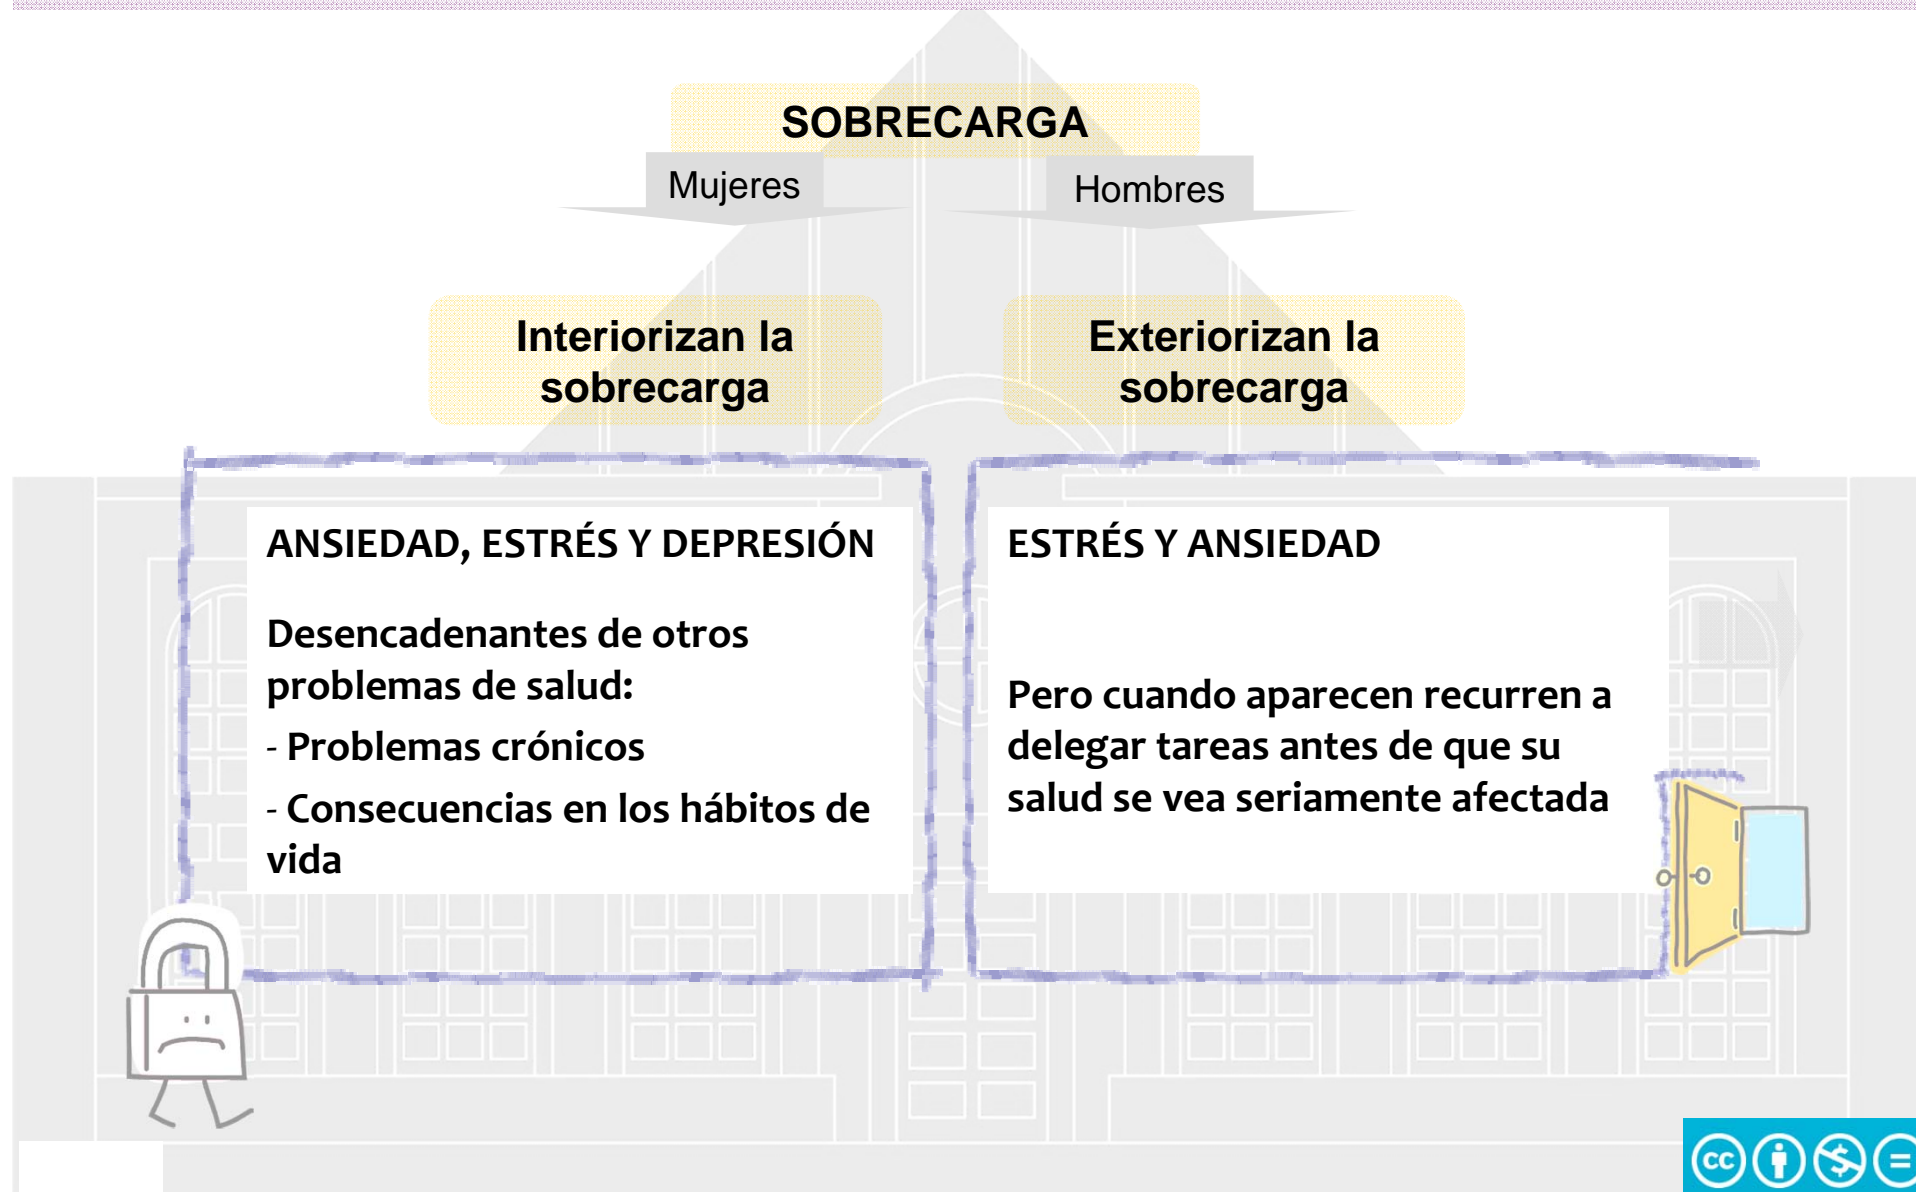 SOBRECARGA
Mujeres
Hombres
Interiorizan la
sobrecarga
Exteriorizan la
sobrecarga
ANSIEDAD, ESTRÉS Y DEPRESIÓN
Desencadenantes de otros
problemas de salud:
- Problemas crónicos
- Consecuencias en los hábitos de
vida
ESTRÉS Y ANSIEDAD
Pero cuando aparecen recurren a
delegar tareas antes de que su
salud se vea seriamente afectada
cc